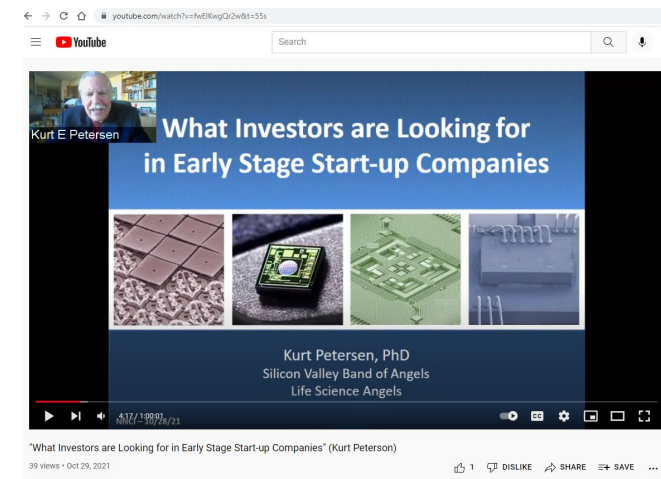 youtube.com/watch?v=fwElKwgQr2w&t=55s
YouTube
Search
Kurt E Petersen
What Investors are Looking for
in Early Stage Start-up Companies
Kurt Petersen, PhD
Silicon Valley Band of Angels
Life Science Angels
4:17 / 1:00:01
NNCI – 10/28/21
CC
"What Investors are Looking for in Early Stage Start-up Companies" (Kurt Peterson)
39 views • Oct 29, 2021
1 DISLIKE SHARE SAVE